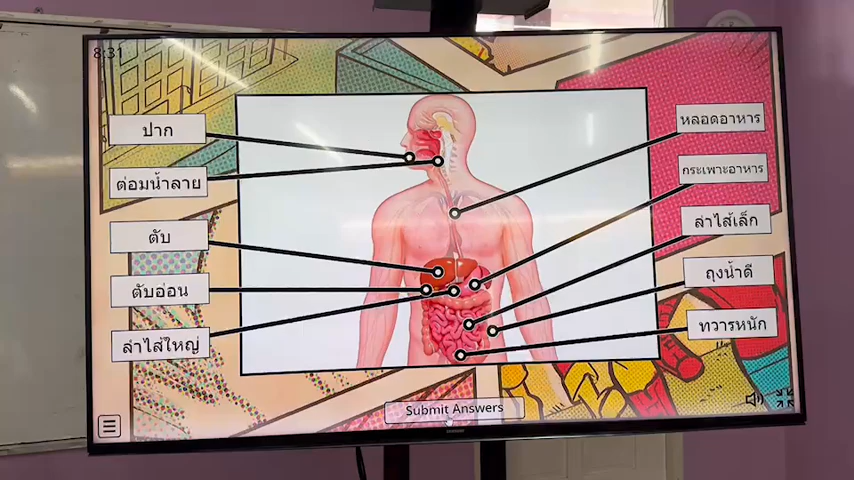 8:31
ปาก
ต่อมน้ำลาย
ตับ
ตับอ่อน
ลำไส้ใหญ่
หลอดอาหาร
กระเพาะอาหาร
ลำไส้เล็ก
ถุงน้ำดี
ทวารหนัก
Submit Answers
SAMSUNG